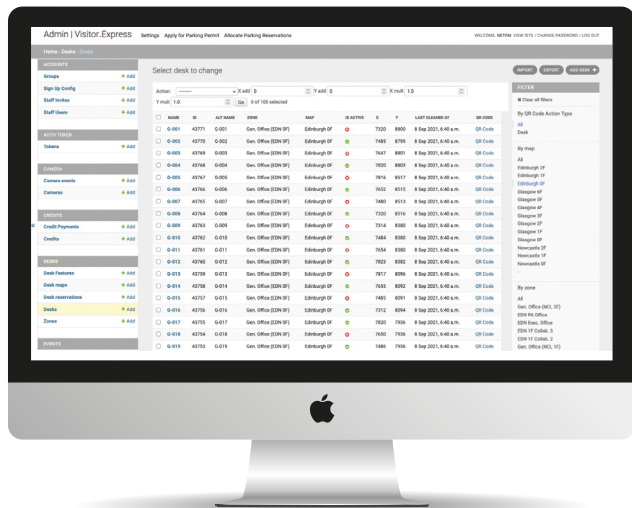 Admin | Visitor.Express Settings Apply for Parking Permit Allocate Parking Reservations WELCOME, NETFM. VIEW SITE / CHANGE PASSWORD / LOG OUT
Home › Desks › Desks
ACCOUNTS
Groups + Add
Sign Up Config + Add
Staff Invites + Add
Staff Users + Add
AUTH TOKEN
Tokens + Add
CAMERA
Camera events + Add
Cameras + Add
CREDITS
Credit Payments + Add
Credits + Add
DESKS
Desk Features + Add
Desk maps + Add
Desk reservations + Add
Desks + Add
Zones + Add
EVENTS
Select desk to change
IMPORT EXPORT ADD DESK +
Action: --------- X add 0 Y add 0 X mult 1.0
Y mult 1.0 Go 0 of 100 selected
NAME ID ALT NAME ZONE MAP IS ACTIVE X Y LAST CLEANED AT QR CODE
G-001 43771 G-001 Gen. Office (EDN 0F) Edinburgh 0F 7320 8800 8 Sep 2021, 6:40 a.m. QR Code
G-002 43770 G-002 Gen. Office (EDN 0F) Edinburgh 0F 7485 8799 8 Sep 2021, 6:40 a.m. QR Code
G-003 43769 G-003 Gen. Office (EDN 0F) Edinburgh 0F 7647 8801 8 Sep 2021, 6:40 a.m. QR Code
G-004 43768 G-004 Gen. Office (EDN 0F) Edinburgh 0F 7820 8803 8 Sep 2021, 6:40 a.m. QR Code
G-005 43767 G-005 Gen. Office (EDN 0F) Edinburgh 0F 7816 8517 8 Sep 2021, 6:40 a.m. QR Code
G-006 43766 G-006 Gen. Office (EDN 0F) Edinburgh 0F 7652 8515 8 Sep 2021, 6:40 a.m. QR Code
G-007 43765 G-007 Gen. Office (EDN 0F) Edinburgh 0F 7480 8513 8 Sep 2021, 6:40 a.m. QR Code
G-008 43764 G-008 Gen. Office (EDN 0F) Edinburgh 0F 7320 8516 8 Sep 2021, 6:40 a.m. QR Code
G-009 43763 G-009 Gen. Office (EDN 0F) Edinburgh 0F 7314 8380 8 Sep 2021, 6:40 a.m. QR Code
G-010 43762 G-010 Gen. Office (EDN 0F) Edinburgh 0F 7484 8380 8 Sep 2021, 6:40 a.m. QR Code
G-011 43761 G-011 Gen. Office (EDN 0F) Edinburgh 0F 7654 8380 8 Sep 2021, 6:40 a.m. QR Code
G-012 43760 G-012 Gen. Office (EDN 0F) Edinburgh 0F 7823 8382 8 Sep 2021, 6:40 a.m. QR Code
G-013 43759 G-013 Gen. Office (EDN 0F) Edinburgh 0F 7817 8096 8 Sep 2021, 6:40 a.m. QR Code
G-014 43758 G-014 Gen. Office (EDN 0F) Edinburgh 0F 7655 8092 8 Sep 2021, 6:40 a.m. QR Code
G-015 43757 G-015 Gen. Office (EDN 0F) Edinburgh 0F 7485 8091 8 Sep 2021, 6:40 a.m. QR Code
G-016 43756 G-016 Gen. Office (EDN 0F) Edinburgh 0F 7312 8094 8 Sep 2021, 6:40 a.m. QR Code
G-017 43755 G-017 Gen. Office (EDN 0F) Edinburgh 0F 7820 7936 8 Sep 2021, 6:40 a.m. QR Code
G-018 43754 G-018 Gen. Office (EDN 0F) Edinburgh 0F 7650 7936 8 Sep 2021, 6:40 a.m. QR Code
G-019 43753 G-019 Gen. Office (EDN 0F) Edinburgh 0F 7486 7936 8 Sep 2021, 6:40 a.m. QR Code
FILTER
✖ Clear all filters
By QR Code Action Type
All
Desk
By map
All
Edinburgh 2F
Edinburgh 1F
Edinburgh 0F
Glasgow 6F
Glasgow 5F
Glasgow 4F
Glasgow 3F
Glasgow 2F
Glasgow 1F
Glasgow 0F
Newcastle 2F
Newcastle 1F
Newcastle 0F
By zone
All
Gen. Office (NCL 2F)
EDN PA Office
EDN Exec. Office
EDN 1F Collab. 3
EDN 1F Collab. 2
Gen. Office (NCL 1F)